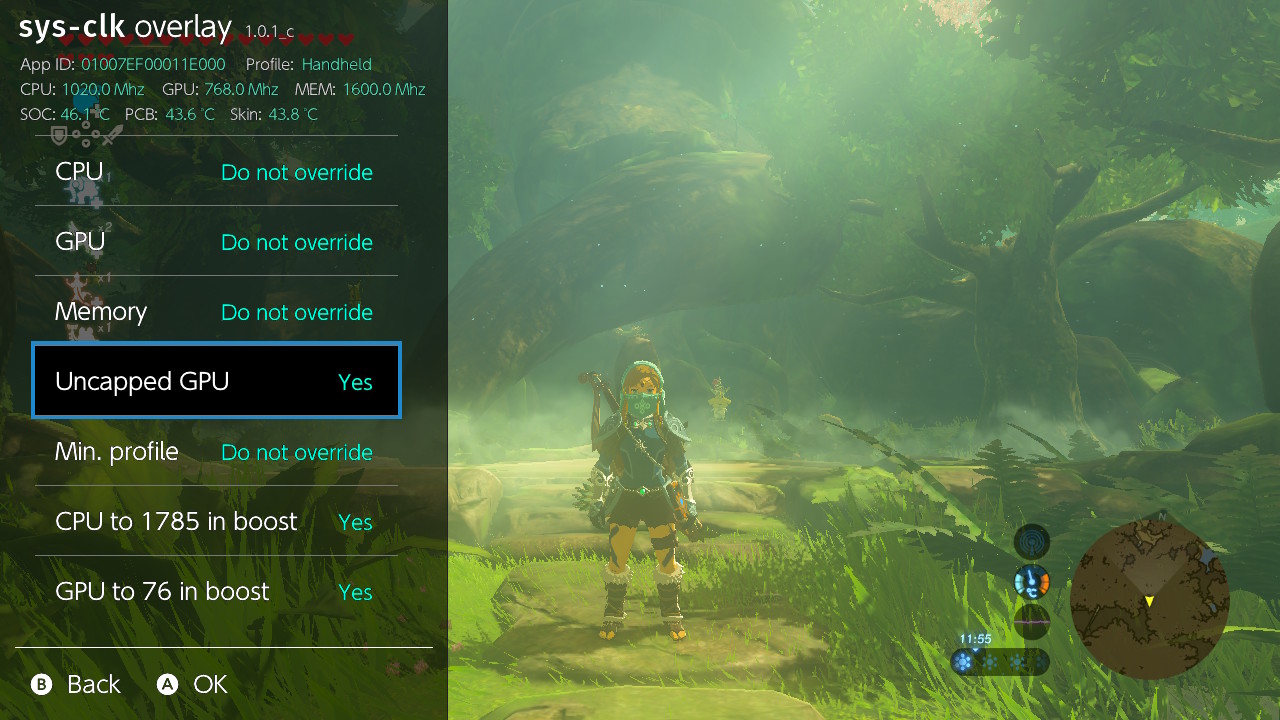 sys-clk overlay 1.0.1_c
App ID: 01007EF00011E000 Profile: Handheld
CPU: 1020.0 Mhz GPU: 768.0 Mhz MEM: 1600.0 Mhz
SOC: 46.1 °C PCB: 43.6 °C Skin: 43.8 °C
CPU Do not override
GPU Do not override
x2
Memory Do not override
x1
x1
Uncapped GPU Yes
Min. profile Do not override
CPU to 1785 in boost Yes
GPU to 76 in boost Yes
B Back A OK
11:55
°C
N